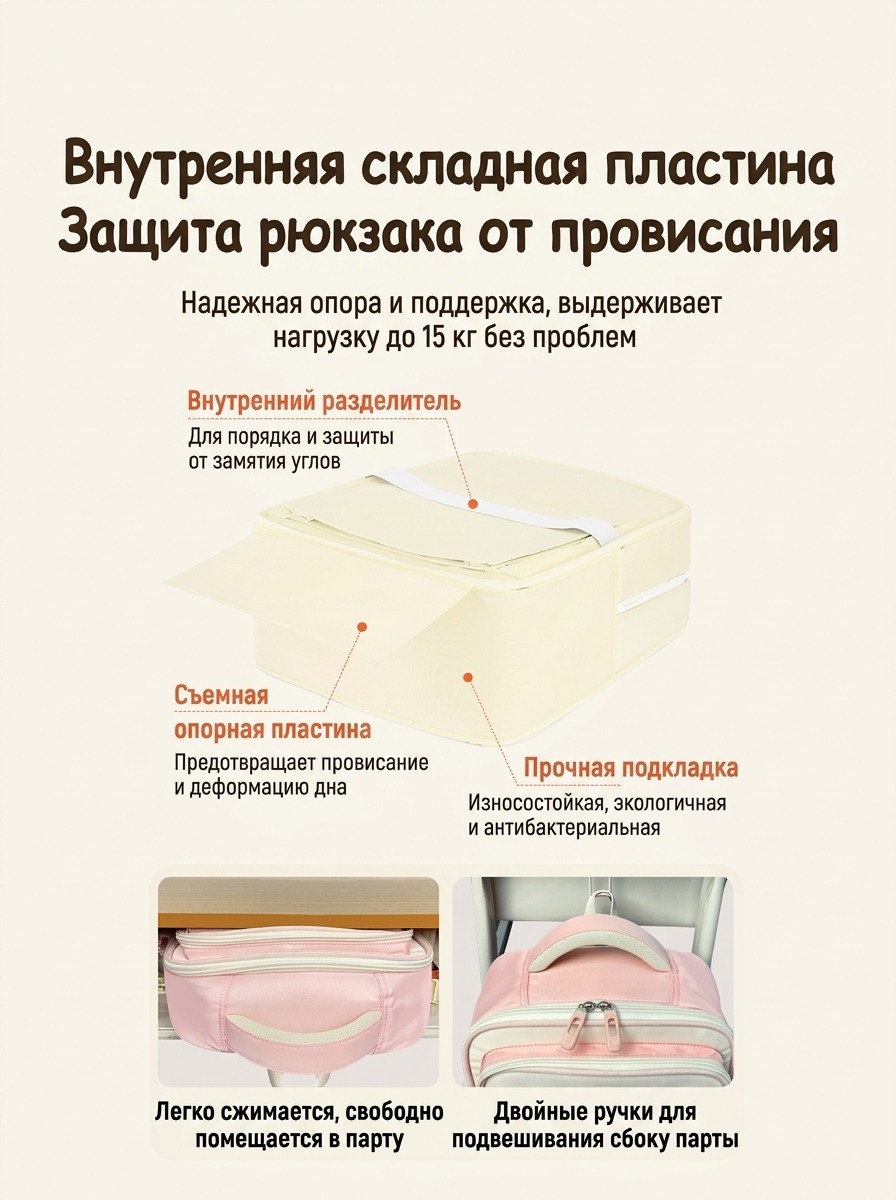 Внутренняя складная пластина
Защита рюкзака от провисания
Надежная опора и поддержка, выдерживает
нагрузку до 15 кг без проблем
Внутренний разделитель
Для порядка и защиты
от замятия углов
Съемная
опорная пластина
Предотвращает провисание
и деформацию дна
Прочная подкладка
Износостойкая, экологичная
и антибактериальная
Легко сжимается, свободно
помещается в парту
Двойные ручки для
подвешивания сбоку парты